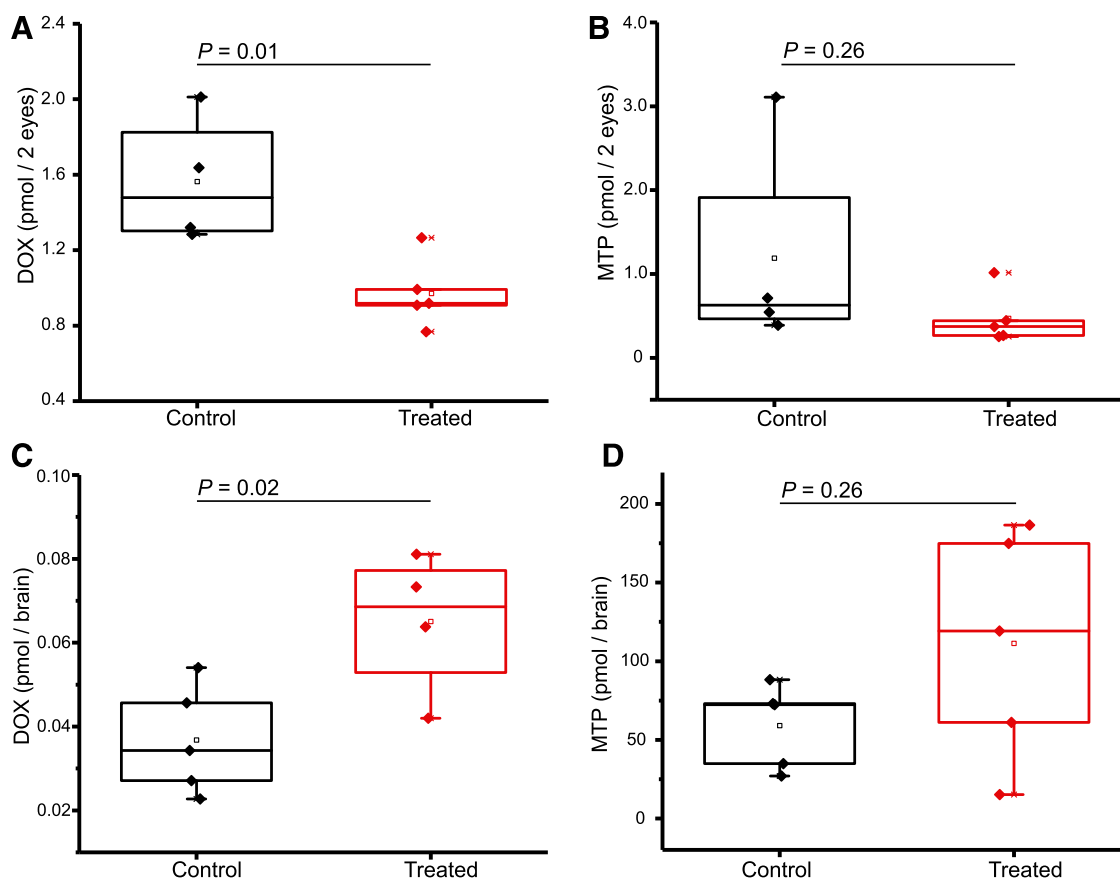 A
DOX (pmol / 2 eyes)
2.4
2.0
1.6
1.2
0.8
0.4
P = 0.01
Control
Treated
B
MTP (pmol / 2 eyes)
4.0
3.0
2.0
1.0
0
P = 0.26
Control
Treated
C
DOX (pmol / brain)
0.10
0.08
0.06
0.04
0.02
P = 0.02
Control
Treated
D
MTP (pmol / brain)
200
150
100
50
0
P = 0.26
Control
Treated